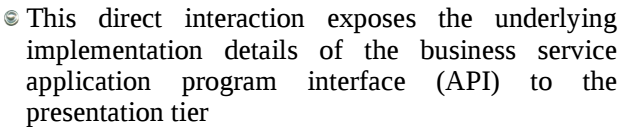 This direct interaction exposes the underlying
implementation details of the business service
application program interface (API) to the
presentation tier